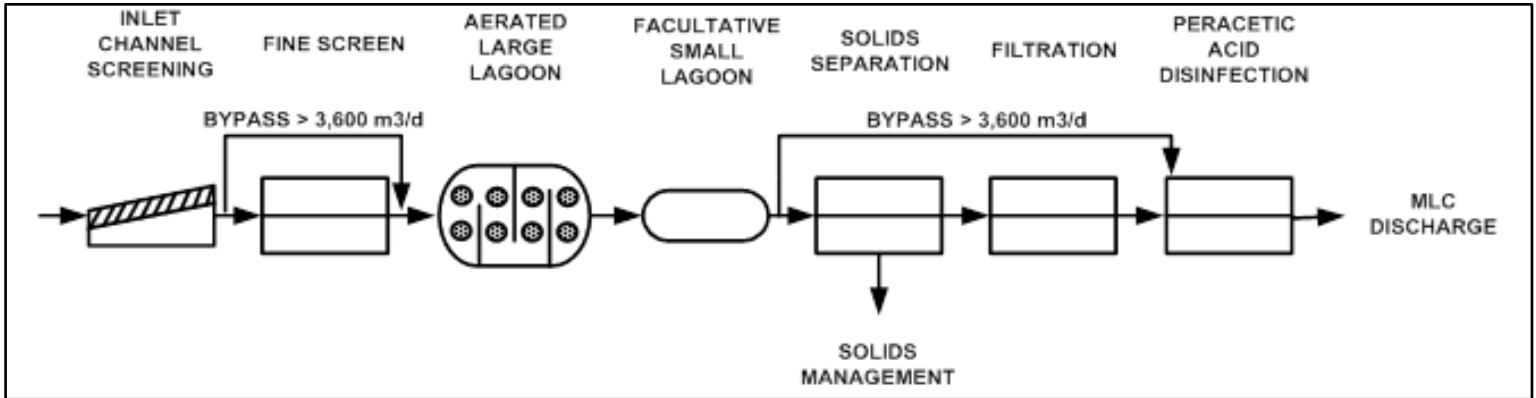 INLET
CHANNEL
SCREENING
FINE SCREEN
AERATED
LARGE
LAGOON
FACULTATIVE
SMALL
LAGOON
SOLIDS
SEPARATION
FILTRATION
PERACETIC
ACID
DISINFECTION
BYPASS > 3,600 m3/d
BYPASS > 3,600 m3/d
MLC
DISCHARGE
SOLIDS
MANAGEMENT